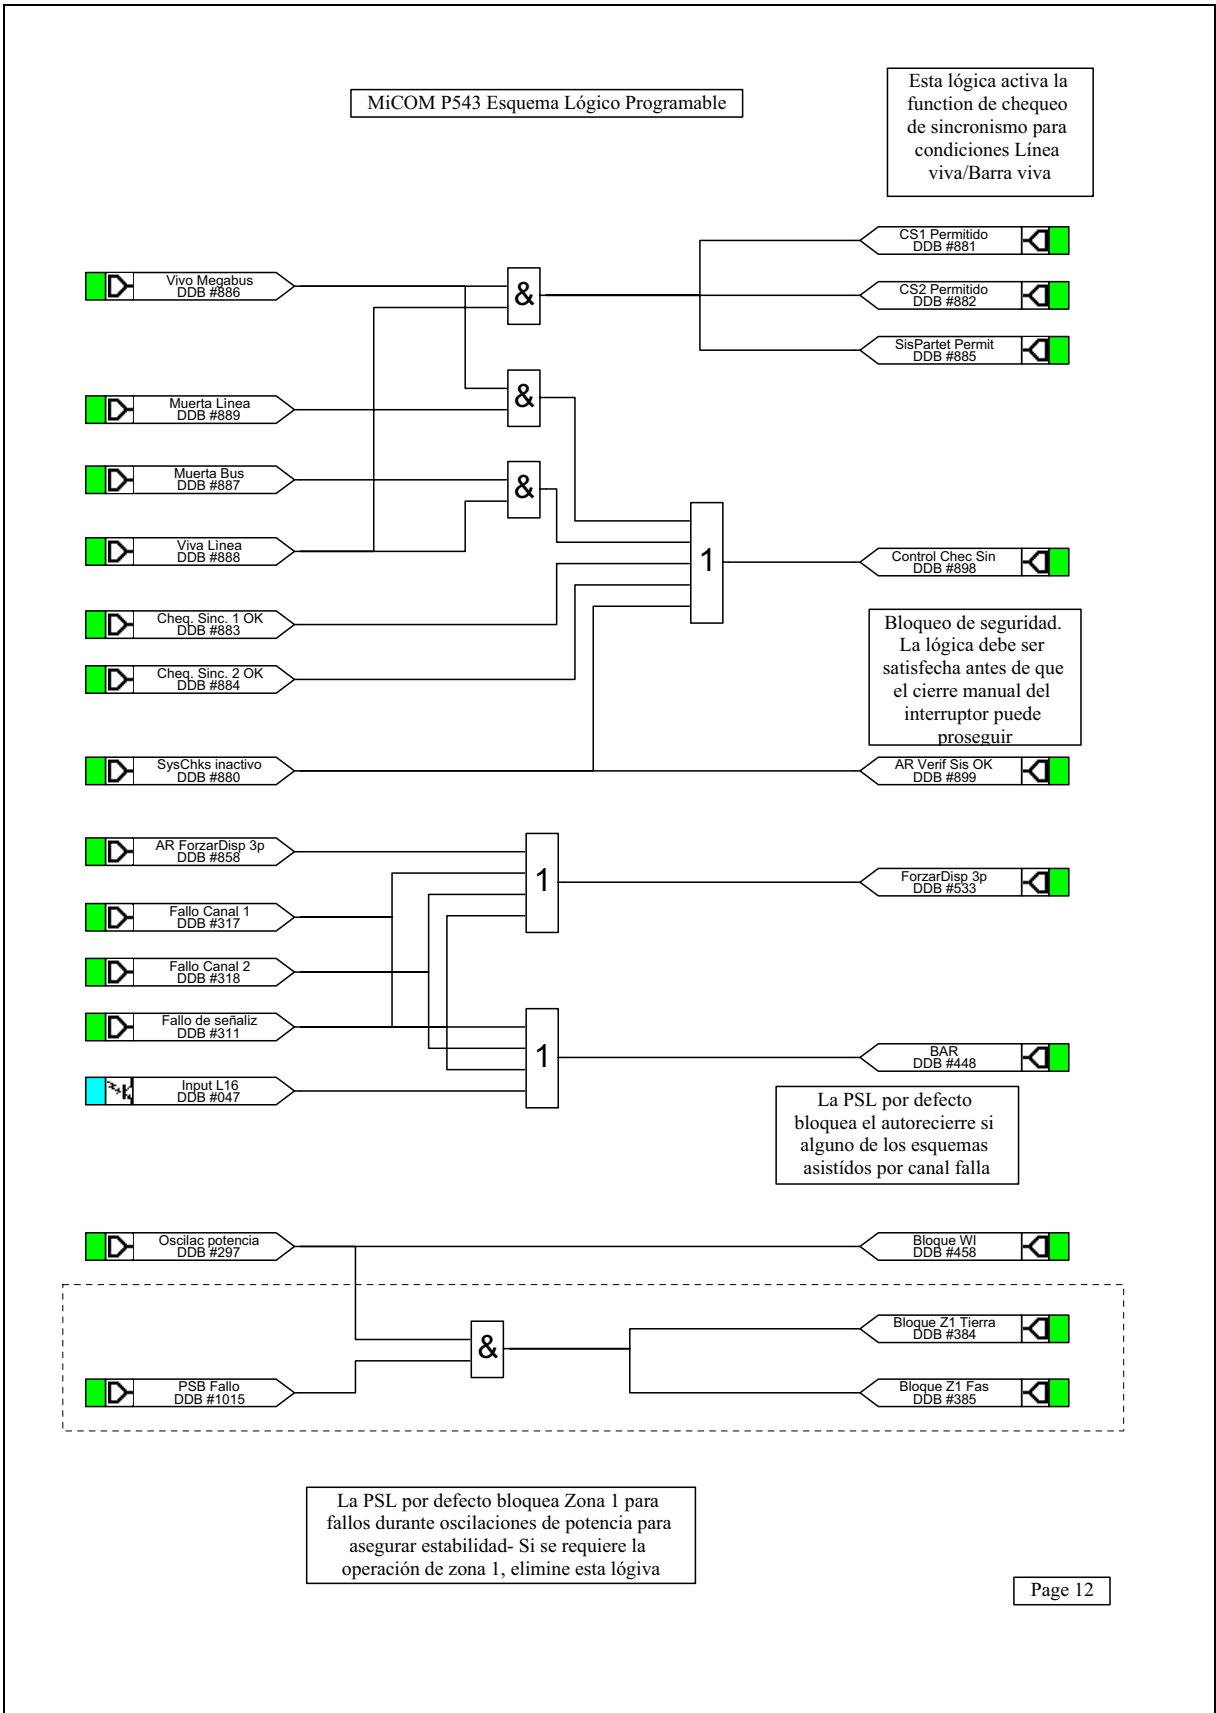 MiCOM P543 Esquema Lógico Programable
Esta lógica activa la
function de chequeo
de sincronismo para
condiciones Línea
viva/Barra viva
CS1 Permitido
DDB #881
Vivo Megabus
DDB #886
&
CS2 Permitido
DDB #882
SisPartet Permit
DDB #885
&
Muerta Lìnea
DDB #889
Muerta Bus
DDB #887
&
Viva Lìnea
DDB #888
1
Control Chec Sin
DDB #898
Cheq. Sinc. 1 OK
DDB #883
Bloqueo de seguridad.
La lógica debe ser
satisfecha antes de que
el cierre manual del
interruptor puede
proseguir
Cheq. Sinc. 2 OK
DDB #884
SysChks inactivo
DDB #880
AR Verif Sis OK
DDB #899
AR ForzarDisp 3p
DDB #858
1
ForzarDisp 3p
DDB #533
Fallo Canal 1
DDB #317
Fallo Canal 2
DDB #318
Fallo de señaliz
DDB #311
1
BAR
DDB #448
Input L16
DDB #047
La PSL por defecto
bloquea el autorecierre si
alguno de los esquemas
asistídos por canal falla
Oscilac potencia
DDB #297
Bloque WI
DDB #458
Bloque Z1 Tierra
DDB #384
&
PSB Fallo
DDB #1015
Bloque Z1 Fas
DDB #385
La PSL por defecto bloquea Zona 1 para
fallos durante oscilaciones de potencia para
asegurar estabilidad- Si se requiere la
operación de zona 1, elimine esta lógiva
Page 12